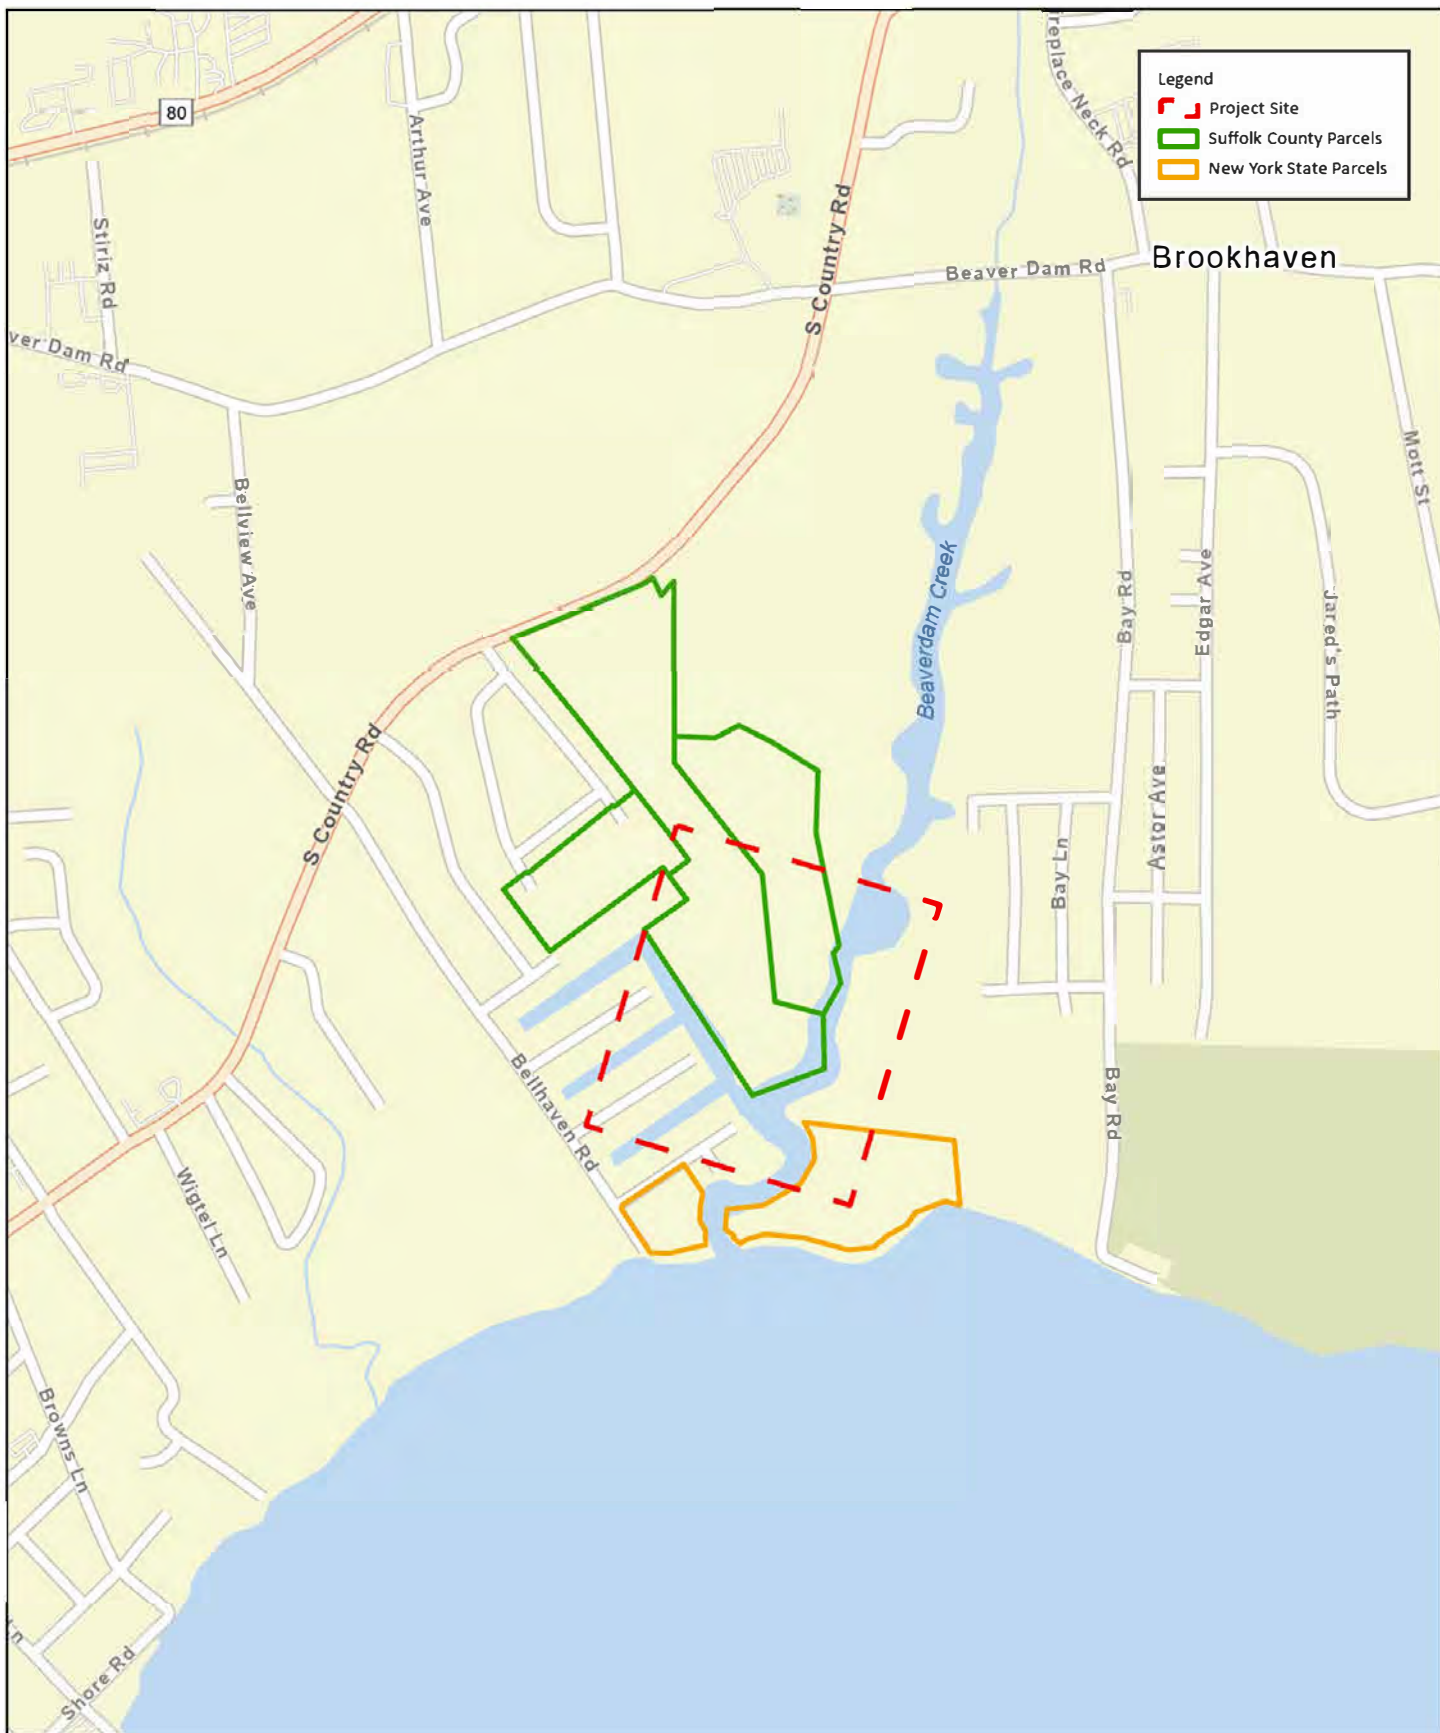 Legend
Project Site
Suffolk County Parcels
New York State Parcels
80
Arthur Ave
replace Neck Rd
S Country Rd
Stiriz Rd
Brookhaven
Beaver Dam Rd
ver Dam Rd
Mott St
Bellview Ave
Beaverdam Creek
Bay Rd
Edgar Ave
Jared's Path
S Country Rd
Astor Ave
Bay Ln
Bellhaven Rd
Bay Rd
Wigtel Ln
Browns Ln
Ln
Shore Rd